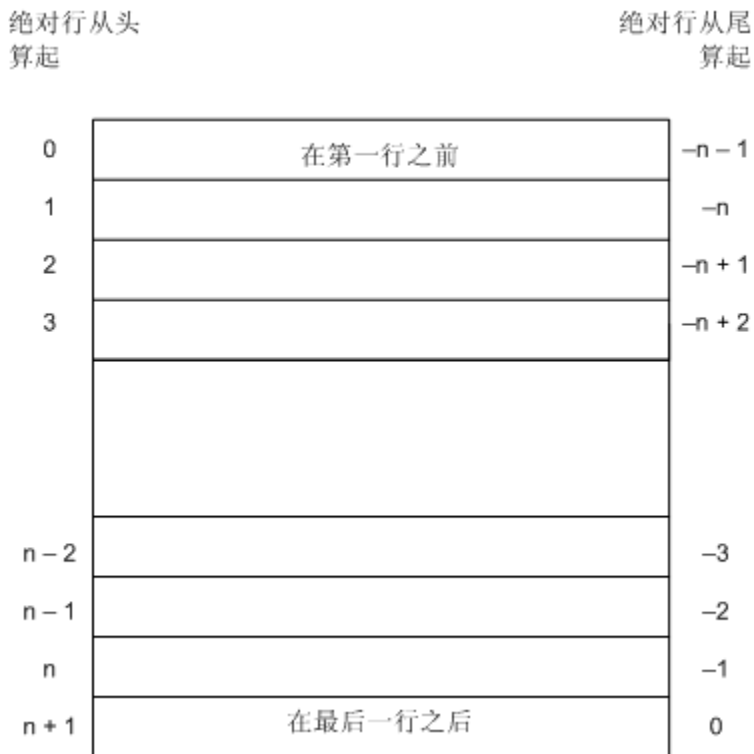 绝对行从头
算起
绝对行从尾
算起
0 在第一行之前 –n – 1
1 –n
2 –n + 1
3 –n + 2
n – 2 –3
n – 1 –2
n –1
n + 1 在最后一行之后 0